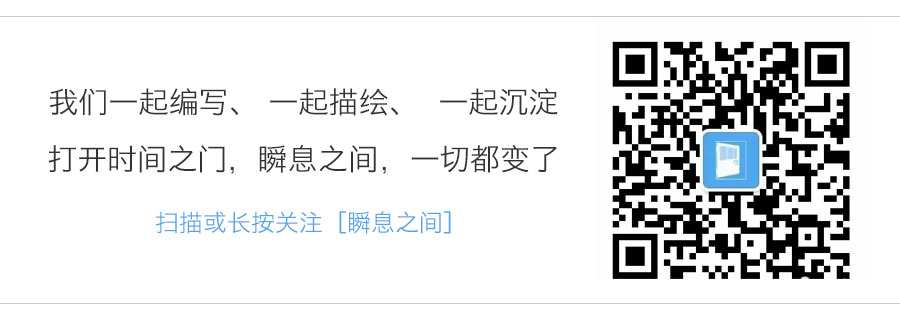 我们一起编写、 一起描绘、 一起沉淀
打开时间之门，瞬息之间，一切都变了
扫描或长按关注［瞬息之间］